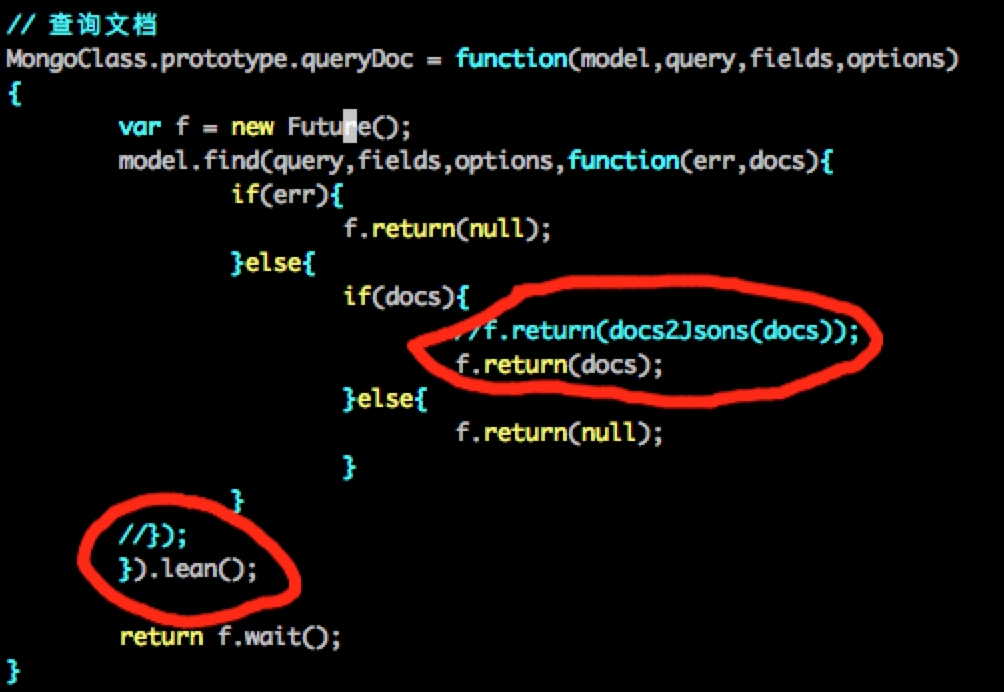 // 查询文档
MongoClass.prototype.queryDoc = function(model,query,fields,options)
{
var f = new Future();
model.find(query,fields,options,function(err,docs){
if(err){
f.return(null);
}else{
if(docs){
//f.return(docs2Jsons(docs));
f.return(docs);
}else{
f.return(null);
}
}
//});
}).lean();
return f.wait();
}